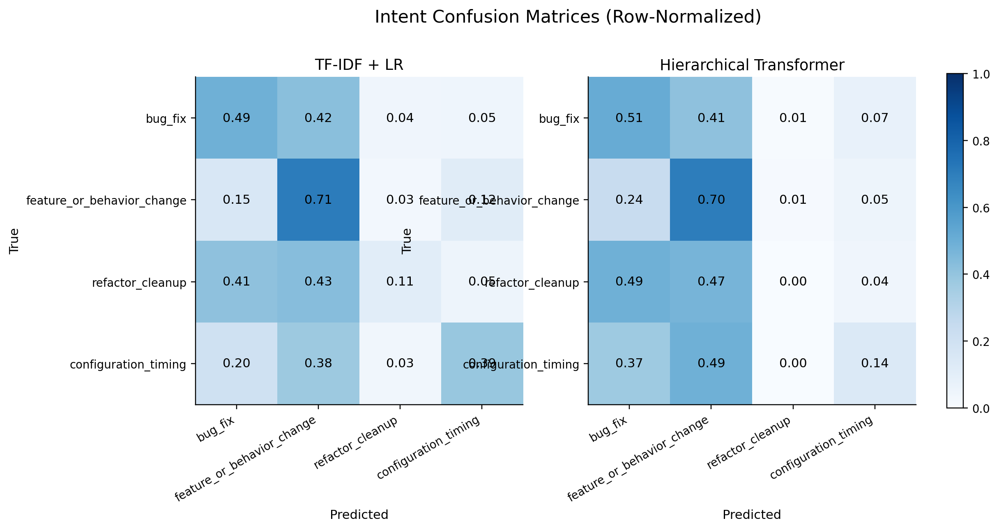 Intent Confusion Matrices (Row-Normalized)
TF-IDF + LR
True
bug_fix 0.49 0.42 0.04 0.05
feature_or_behavior_change 0.15 0.71 0.03 0.12
refactor_cleanup 0.41 0.43 0.11 0.05
configuration_timing 0.20 0.38 0.03 0.39
bug_fix
feature_or_behavior_change
refactor_cleanup
configuration_timing
Predicted
Hierarchical Transformer
True
bug_fix 0.51 0.41 0.01 0.07
feature_or_behavior_change 0.24 0.70 0.01 0.05
refactor_cleanup 0.49 0.47 0.00 0.04
configuration_timing 0.37 0.49 0.00 0.14
bug_fix
feature_or_behavior_change
refactor_cleanup
configuration_timing
Predicted
1.0
0.8
0.6
0.4
0.2
0.0